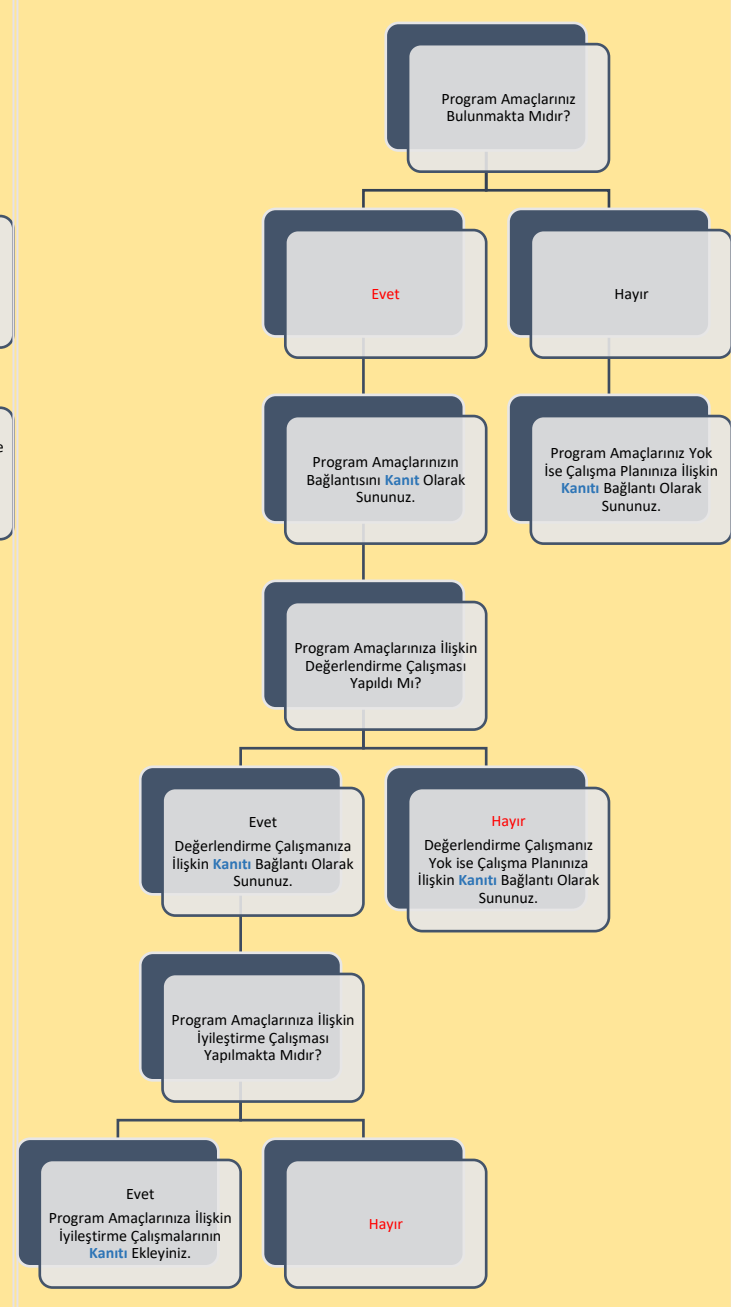 Program Amaçlarınız
Bulunmakta Mıdır?
Evet
Hayır
Program Amaçlarınızın
Bağlantısını Kanıt Olarak
Sununuz.
Program Amaçlarınız Yok
İse Çalışma Planınıza İlişkin
Kanıtı Bağlantı Olarak
Sununuz.
e
Program Amaçlarınıza İlişkin
Değerlendirme Çalışması
Yapıldı Mı?
Evet
Değerlendirme Çalışmanıza
İlişkin Kanıtı Bağlantı Olarak
Sununuz.
Hayır
Değerlendirme Çalışmanız
Yok ise Çalışma Planınıza
İlişkin Kanıtı Bağlantı Olarak
Sununuz.
Program Amaçlarınıza İlişkin
İyileştirme Çalışması
Yapılmakta Mıdır?
Evet
Program Amaçlarınıza İlişkin
İyileştirme Çalışmalarının
Kanıtı Ekleyiniz.
Hayır